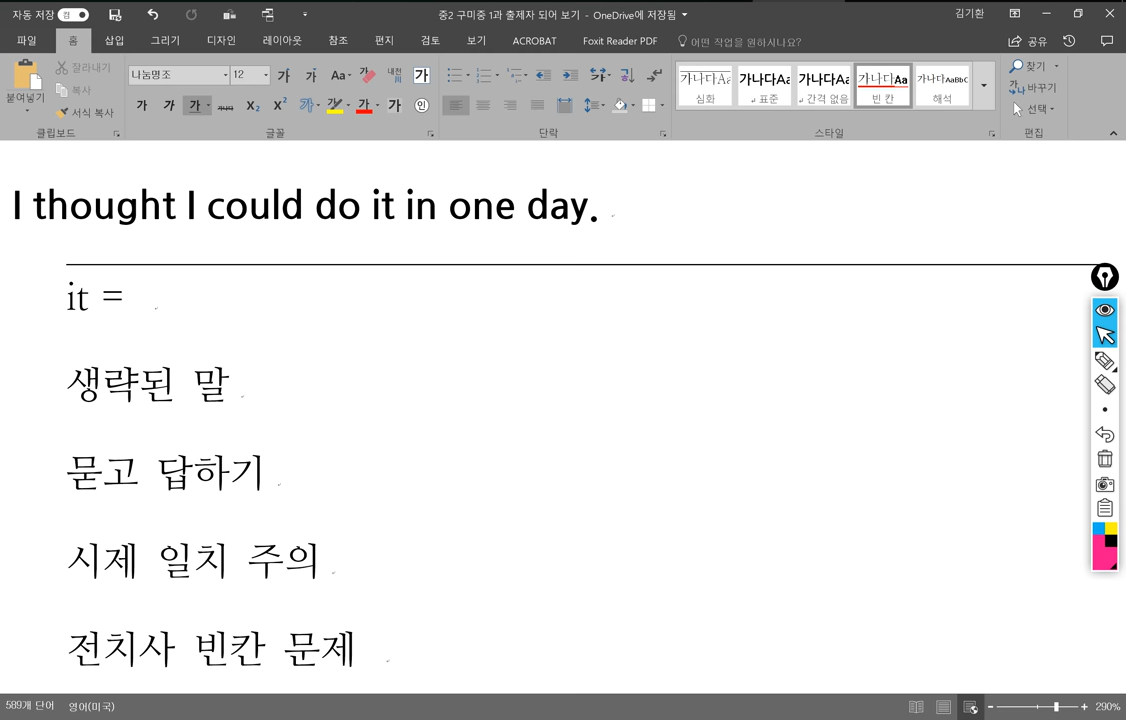 자동 저장 켬 중2 구미중 1과 출제자 되어 보기 - OneDrive에 저장됨 김기환
파일 홈 삽입 그리기 디자인 레이아웃 참조 편지 검토 보기 ACROBAT Foxit Reader PDF 어떤 작업을 원하시나요? 공유
붙여넣기 잘라내기 복사 서식 복사
나눔명조 12
가나다Aa 심화
가나다Aa 표준
가나다Aa 간격 없음
가나다Aa 빈 칸
가나다AaBbC 해석
찾기 바꾸기 선택
클립보드 글꼴 단락 스타일 편집
I thought I could do it in one day.
it =
생략된 말
묻고 답하기
시제 일치 주의
전치사 빈칸 문제
589개 단어 영어(미국) 290%